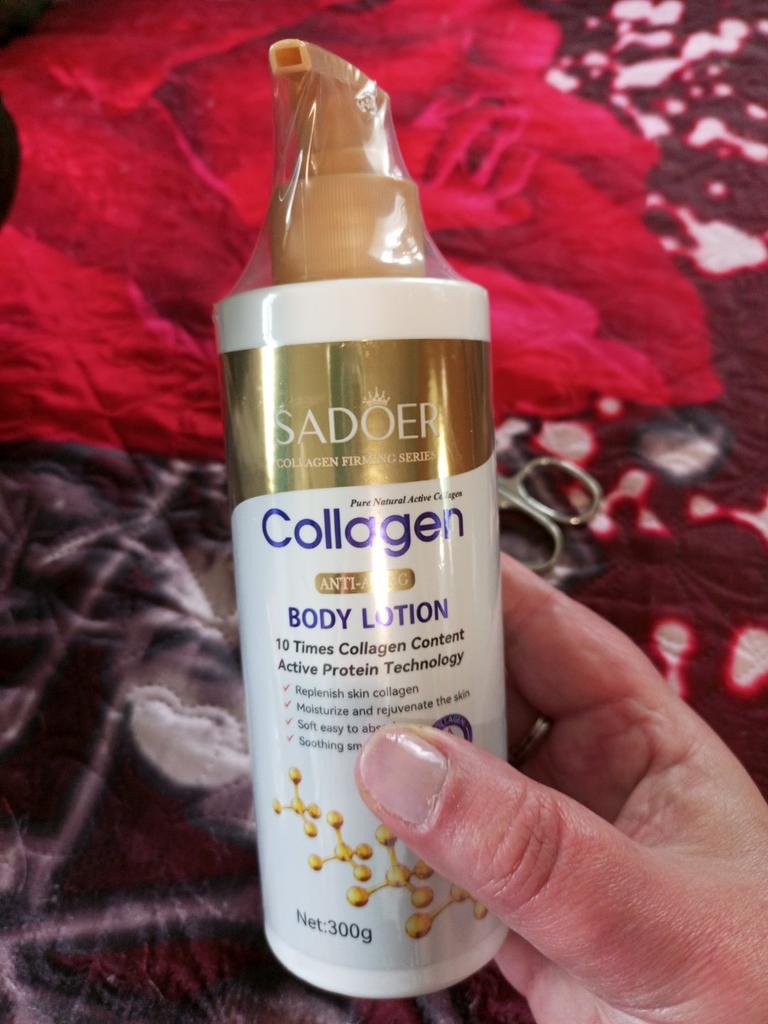 SADOER
COLLAGEN FIRMING SERIES
Pure Natural Active Collagen
Collagen
BODY LOTION
10 Times Collagen Content
Active Protein Technology
✓ Replenish skin collagen
✓ Moisturize and rejuvenate the skin
✓ Soft easy to
✓ Soothing
COLLAGEN
Net:300g